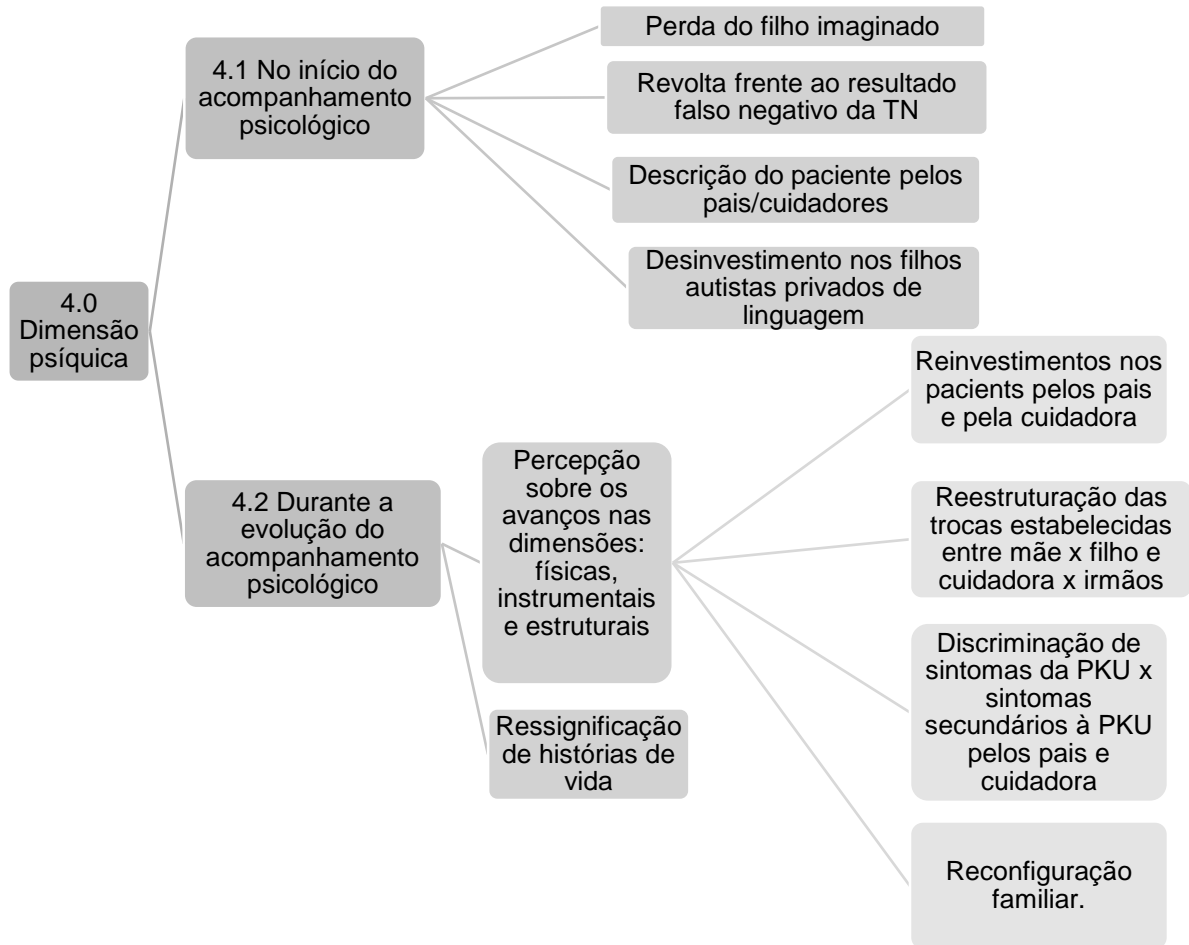 4.0
Dimensão
psíquica
4.1 No início do
acompanhamento
psicológico
Perda do filho imaginado
Revolta frente ao resultado
falso negativo da TN
Descrição do paciente pelos
pais/cuidadores
Desinvestimento nos filhos
autistas privados de
linguagem
4.2 Durante a
evolução do
acompanhamento
psicológico
Percepção
sobre os
avanços nas
dimensões:
físicas,
instrumentais
e estruturais
Reinvestimentos nos
pacients pelos pais
e pela cuidadora
Reestruturação das
trocas estabelecidas
entre mãe x filho e
cuidadora x irmãos
Discriminação de
sintomas da PKU x
sintomas
secundários à PKU
pelos pais e
cuidadora
Reconfiguração
familiar.
Ressignificação
de histórias de
vida